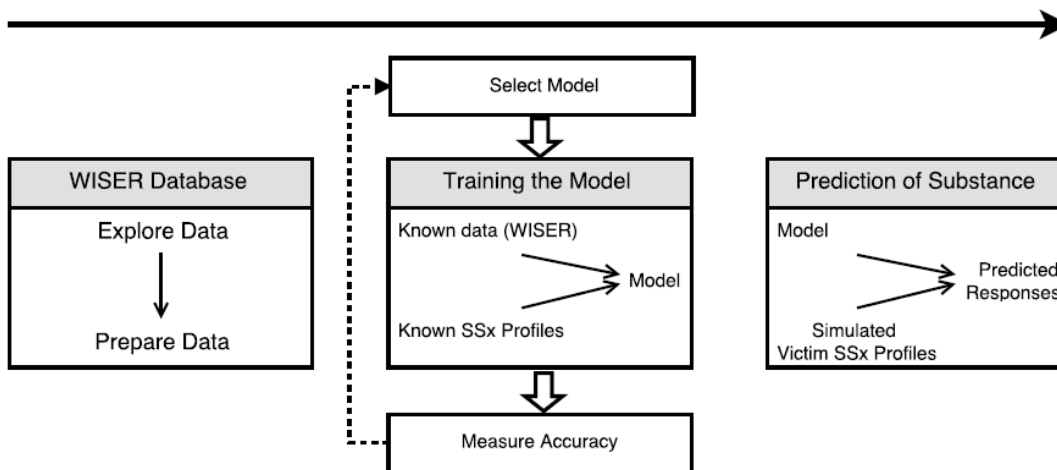 Select Model
WISER Database
Explore Data
Prepare Data
Training the Model
Known data (WISER)
Model
Known SSx Profiles
Measure Accuracy
Prediction of Substance
Model
Predicted
Responses
Simulated
Victim SSx Profiles